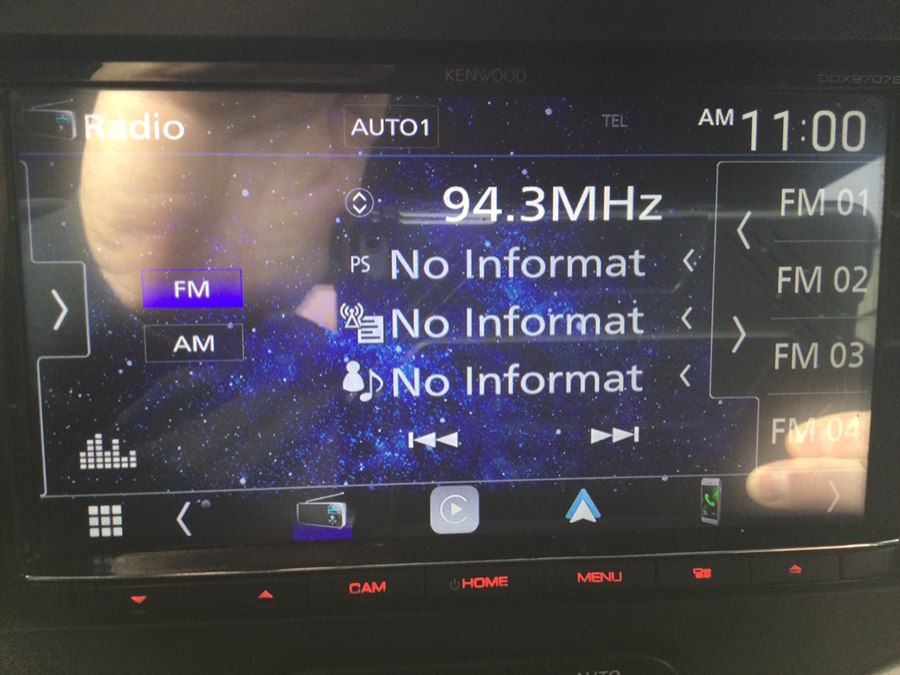 KENWOOD
Radio
AUTO1
TEL
AM 11:00
94.3MHz
FM 01
PS No Informat
FM
FM 02
No Informat
AM
FM 03
No Informat
FM 04
CAM
HOME
MENU
AUTO